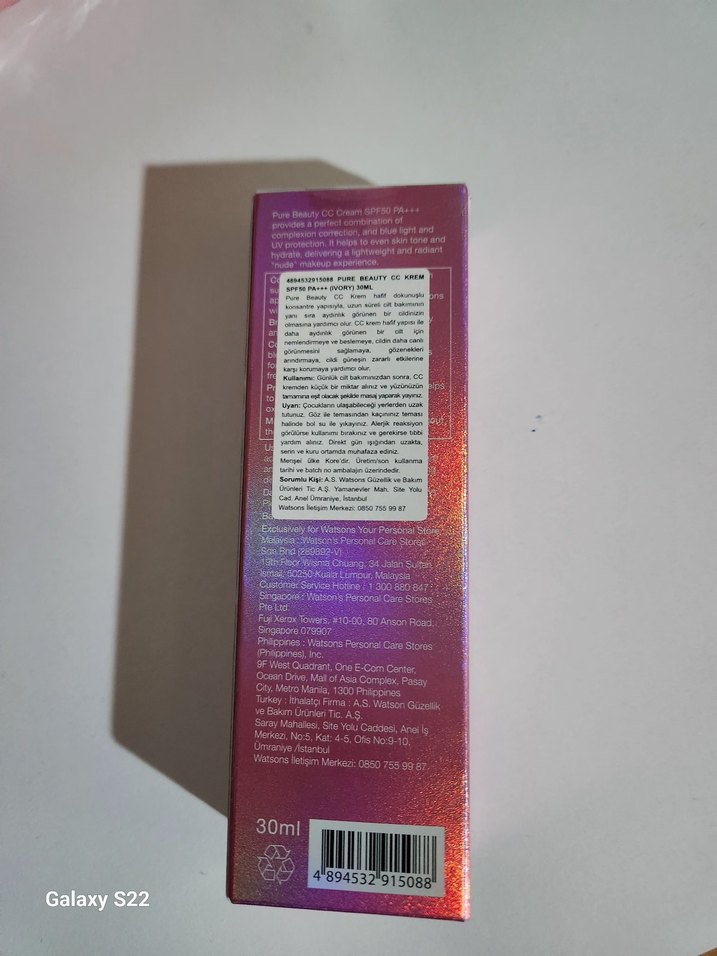 Pure Beauty CC Cream SPF50 PA+++
provides a perfect combination of
complexion correction, and blue light and
UV protection. It helps to even skin tone and
hydrate, delivering a lightweight and radiant
"nude" makeup experience.
4894532915088 PURE BEAUTY CC KREM
SPF50 PA+++ (IVORY) 30ML
Pure Beauty CC Krem hafif dokunuşlu
konsantre yapısıyla, uzun süreli cilt bakımının
yanı sıra aydınlık görünen bir cildinizin
olmasına yardımcı olur. CC krem hafif yapısı ile
daha aydınlık görünen bir cilt için
nemlendirmeye ve beslemeye, cildin daha canlı
görünmesini sağlamaya, gözenekleri
arındırmaya, cildi güneşin zararlı etkilerine
karşı korumaya yardımcı olur.
Kullanımı: Günlük cilt bakımınızdan sonra, CC
kremden küçük bir miktar alınız ve yüzünüzün
tamamına eşit olacak şekilde masaj yaparak yayınız.
Uyarı: Çocukların ulaşabileceği yerlerden uzak
tutunuz. Göz ile temasından kaçınınız teması
halinde bol su ile yıkayınız. Alerjik reaksiyon
görülürse kullanımı bırakınız ve gerekirse tıbbi
yardım alınız. Direkt gün ışığından uzakta,
serin ve kuru ortamda muhafaza ediniz.
Menşei ülke Kore'dir. Üretim/son kullanma
tarihi ve batch no ambalajın üzerindedir.
Sorumlu Kişi: A.S. Watsons Güzellik ve Bakım
Ürünleri Tic A.Ş. Yamanevler Mah. Site Yolu
Cad. Anel Ümraniye, İstanbul
Watsons İletişim Merkezi: 0850 755 99 87
Exclusively for Watsons Your Personal Store
Malaysia : Watson's Personal Care Stores
Sdn Bhd (289892-V)
13th Floor Wisma Chuang, 34 Jalan Sultan
Ismail, 50250 Kuala Lumpur, Malaysia
Customer Service Hotline : 1 300 880 847
Singapore : Watson's Personal Care Stores
Pte Ltd.
Fuji Xerox Towers, #10-00, 80 Anson Road,
Singapore 079907
Philippines : Watsons Personal Care Stores
(Philippines), Inc.
9F West Quadrant, One E-Com Center,
Ocean Drive, Mall of Asia Complex, Pasay
City, Metro Manila, 1300 Philippines
Turkey : İthalatçı Firma : A.S. Watson Güzellik
ve Bakım Ürünleri Tic. A.Ş.
Saray Mahallesi, Site Yolu Caddesi, Anel İş
Merkezi, No:5, Kat: 4-5, Ofis No:9-10,
Ümraniye /İstanbul
Watsons İletişim Merkezi: 0850 755 99 87
30ml
4 894532 915088
Galaxy S22